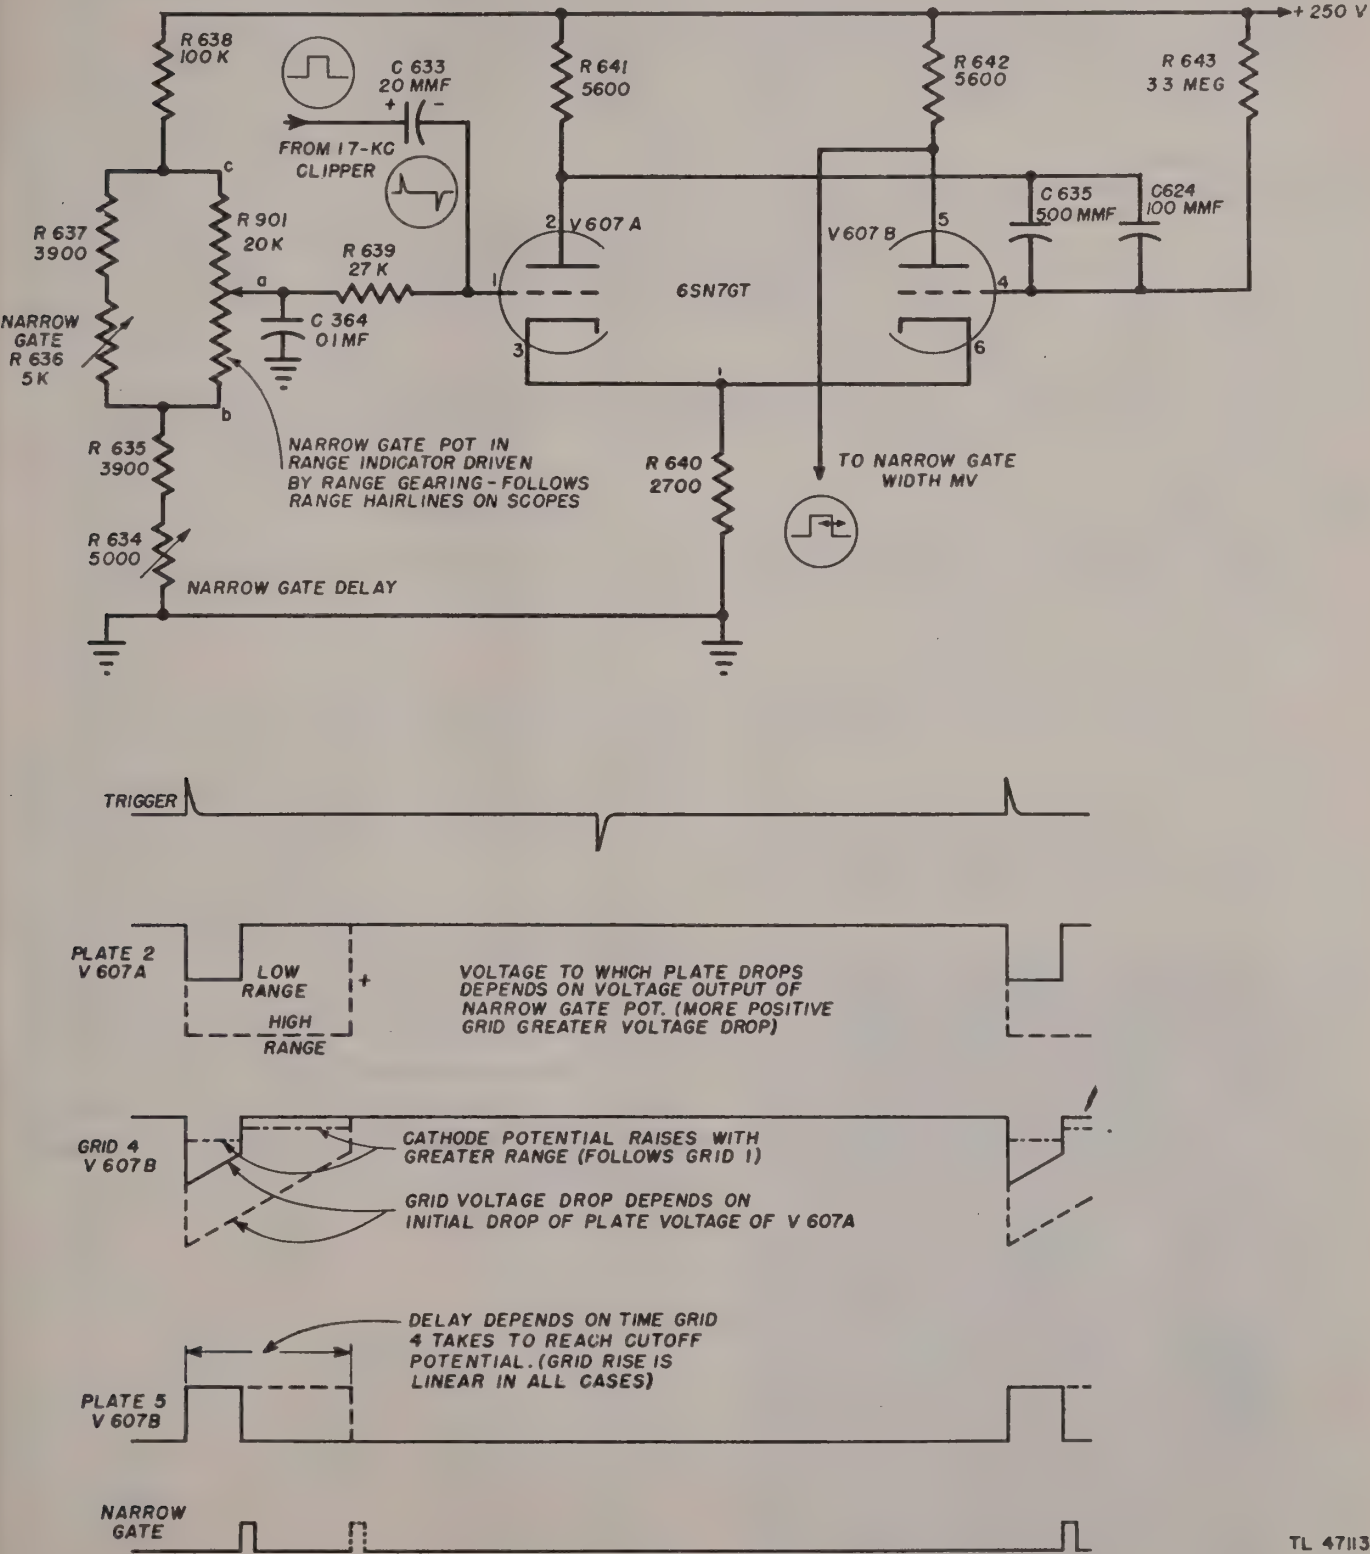 + 250 V
R 638
100 K
C 633
20 MMF
+ -
R 641
5600
R 642
5600
R 643
33 MEG
FROM 17-KC
CLIPPER
c
R 637
3900
R 901
20 K
a
R 639
27 K
1
2
V 607 A
6SN7GT
V 607 B
5
4
C 635
500 MMF
C624
100 MMF
NARROW
GATE
R 636
5 K
C 364
01 MF
3
6
b
R 635
3900
NARROW GATE POT IN
RANGE INDICATOR DRIVEN
BY RANGE GEARING-FOLLOWS
RANGE HAIRLINES ON SCOPES
R 640
2700
TO NARROW GATE
WIDTH MV
R 634
5000
NARROW GATE DELAY
TRIGGER
PLATE 2
V 607A
LOW
RANGE
HIGH
RANGE
+
VOLTAGE TO WHICH PLATE DROPS
DEPENDS ON VOLTAGE OUTPUT OF
NARROW GATE POT. (MORE POSITIVE
GRID GREATER VOLTAGE DROP)
GRID 4
V 607B
CATHODE POTENTIAL RAISES WITH
GREATER RANGE (FOLLOWS GRID 1)
GRID VOLTAGE DROP DEPENDS ON
INITIAL DROP OF PLATE VOLTAGE OF V 607A
DELAY DEPENDS ON TIME GRID
4 TAKES TO REACH CUTOFF
POTENTIAL. (GRID RISE IS
LINEAR IN ALL CASES)
PLATE 5
V 607B
NARROW
GATE
TL 47113